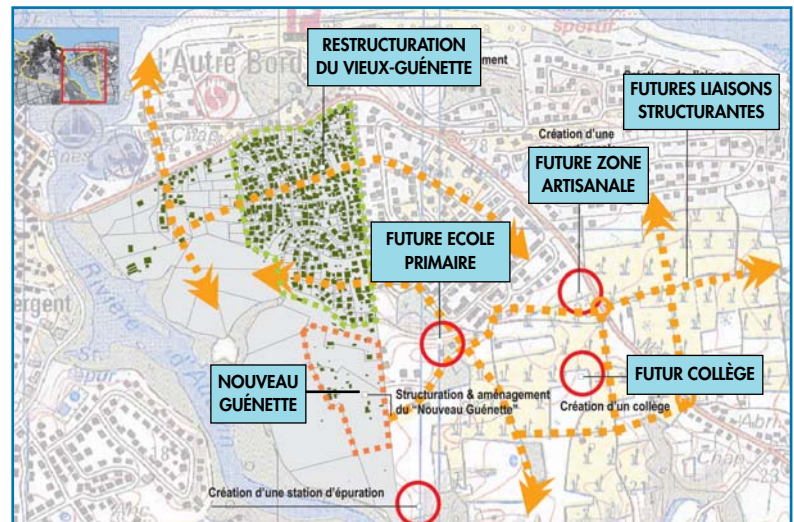 l'Autre Bord
sportif
RESTRUCTURATION
DU VIEUX-GUÉNETTE
FUTURES LIAISONS
STRUCTURANTES
Création d'une
FUTURE ZONE
ARTISANALE
FUTURE ECOLE
PRIMAIRE
Rivière
NOUVEAU
GUÉNETTE
Structuration & aménagement
du "Nouveau Guénette"
FUTUR COLLÈGE
Création d'un collège
Création d'une station d'épuration